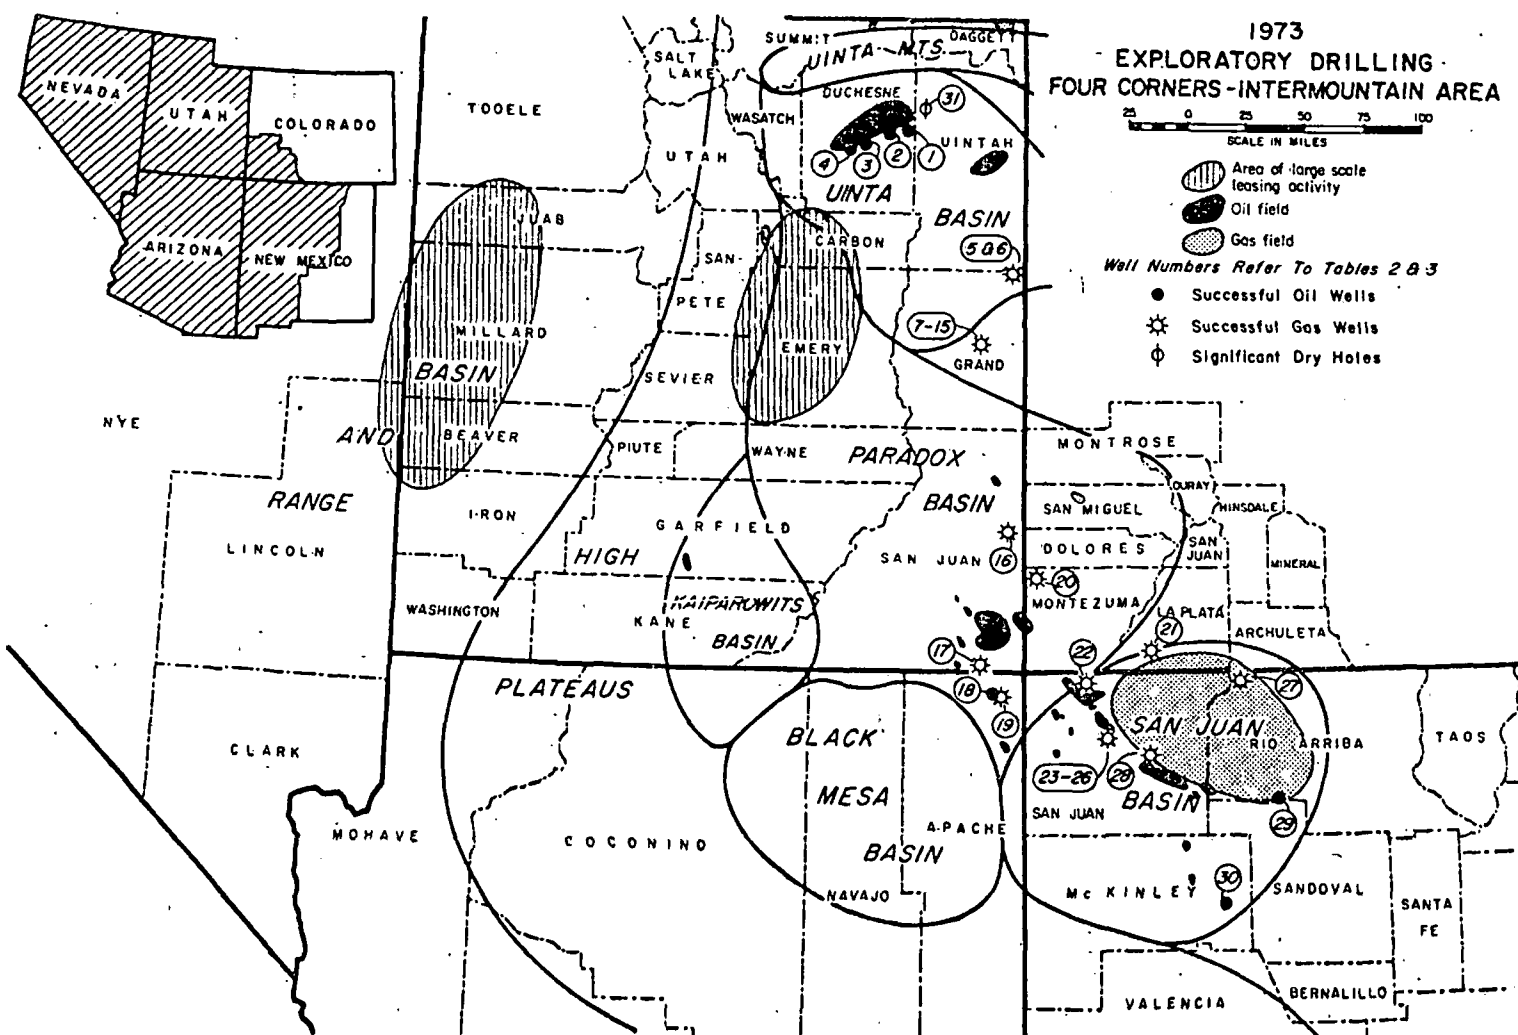 1973
EXPLORATORY DRILLING
FOUR CORNERS-INTERMOUNTAIN AREA
25 0 25 50 75 100
SCALE IN MILES
Area of large scale
leasing activity
Oil field
Gas field
Well Numbers Refer To Tables 2 & 3
Successful Oil Wells
Successful Gas Wells
Significant Dry Holes
NEVADA
UTAH
COLORADO
ARIZONA
NEW MEXICO
SUMMIT
DAGGETT
UINTA MTS.
SALT
LAKE
TOOELE
DUCHESNE
31
WASATCH
UINTAH
UTAH
4 3 2 1
UINTA
BASIN
JUAB
CARBON
5 & 6
SAN-
PETE
MILLARD
7-15
EMERY
GRAND
BASIN
SEVIER
NYE
AND
BEAVER
PIUTE
WAYNE
PARADOX
MONTROSE
OURAY
RANGE
BASIN
IRON
GARFIELD
SAN MIGUEL
HINSDALE
LINCOLN
HIGH
SAN JUAN
16
DOLORES
SAN
JUAN
MINERAL
20
WASHINGTON
KAIPAROWITS
KANE
BASIN
MONTEZUMA
LA PLATA
21
ARCHULETA
17
22
PLATEAUS
18
19
27
CLARK
BLACK
SAN JUAN
RIO ARRIBA
TAOS
MESA
23-26
28
BASIN
SAN JUAN
29
MOHAVE
COCONINO
APACHE
BASIN
NAVAJO
McKINLEY
30
SANDOVAL
SANTA
FE
VALENCIA
BERNALILLO